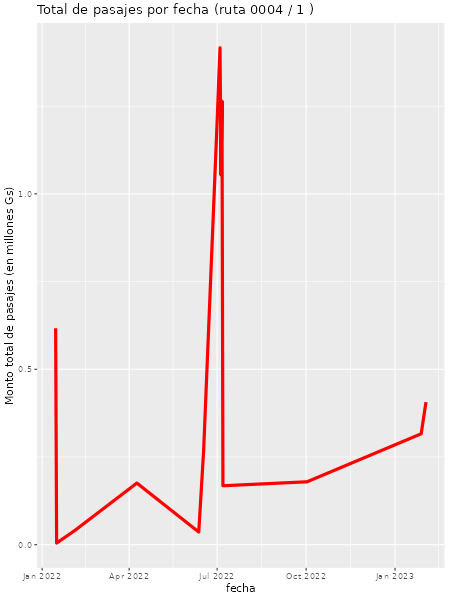 Total de pasajes por fecha (ruta 0004 / 1 )
Monto total de pasajes (en millones Gs)
1.0
0.5
0.0
Jan 2022
Apr 2022
Jul 2022
Oct 2022
Jan 2023
fecha